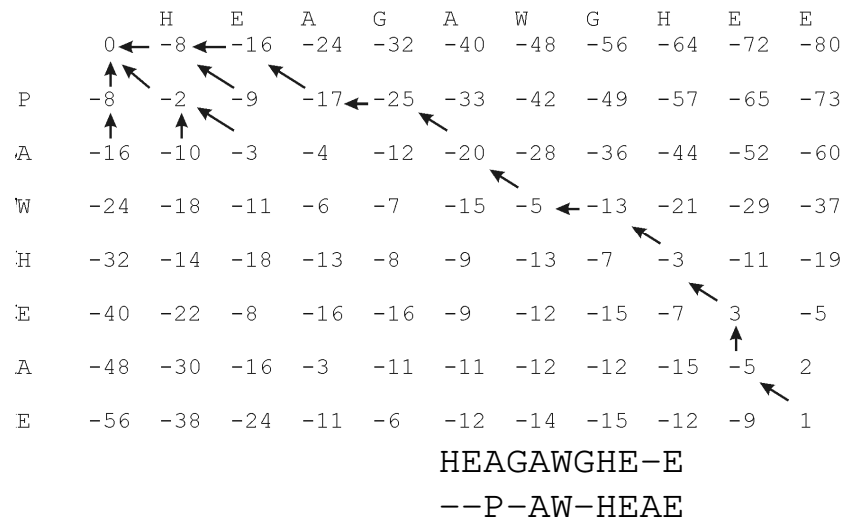 H E A G A W G H E E
0 -8 -16 -24 -32 -40 -48 -56 -64 -72 -80
P -8 -2 -9 -17 -25 -33 -42 -49 -57 -65 -73
A -16 -10 -3 -4 -12 -20 -28 -36 -44 -52 -60
W -24 -18 -11 -6 -7 -15 -5 -13 -21 -29 -37
H -32 -14 -18 -13 -8 -9 -13 -7 -3 -11 -19
E -40 -22 -8 -16 -16 -9 -12 -15 -7 3 -5
A -48 -30 -16 -3 -11 -11 -12 -12 -15 -5 2
E -56 -38 -24 -11 -6 -12 -14 -15 -12 -9 1
HEAGAWGHE-E
--P-AW-HEAE